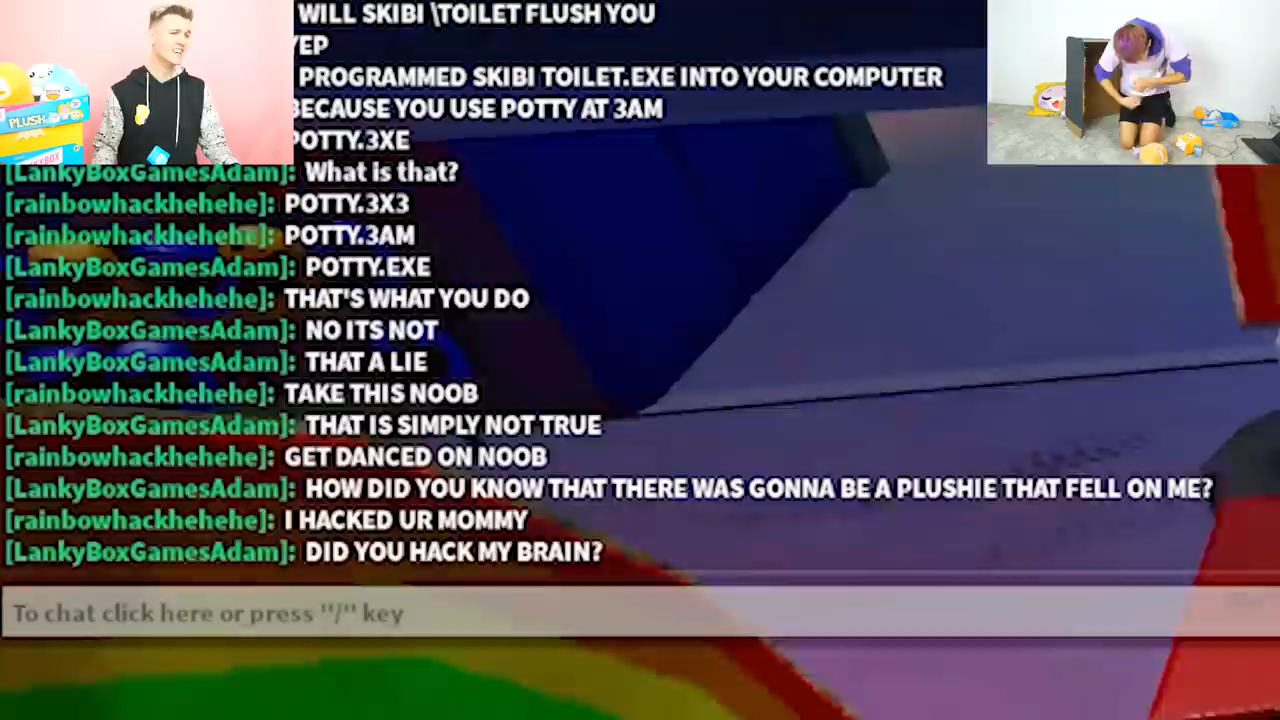 WILL SKIBI \TOILET FLUSH YOU
YEP
PROGRAMMED SKIBI TOILET.EXE INTO YOUR COMPUTER
BECAUSE YOU USE POTTY AT 3AM
POTTY.3XE
[LankyBoxGamesAdam]: What is that?
[rainbowhackhehehe]: POTTY.3X3
[rainbowhackhehehe]: POTTY.3AM
[LankyBoxGamesAdam]: POTTY.EXE
[rainbowhackhehehe]: THAT'S WHAT YOU DO
[LankyBoxGamesAdam]: NO ITS NOT
[LankyBoxGamesAdam]: THAT A LIE
[rainbowhackhehehe]: TAKE THIS NOOB
[LankyBoxGamesAdam]: THAT IS SIMPLY NOT TRUE
[rainbowhackhehehe]: GET DANCED ON NOOB
[LankyBoxGamesAdam]: HOW DID YOU KNOW THAT THERE WAS GONNA BE A PLUSHIE THAT FELL ON ME?
[rainbowhackhehehe]: I HACKED UR MOMMY
[LankyBoxGamesAdam]: DID YOU HACK MY BRAIN?
To chat click here or press "/" key
PLUSH